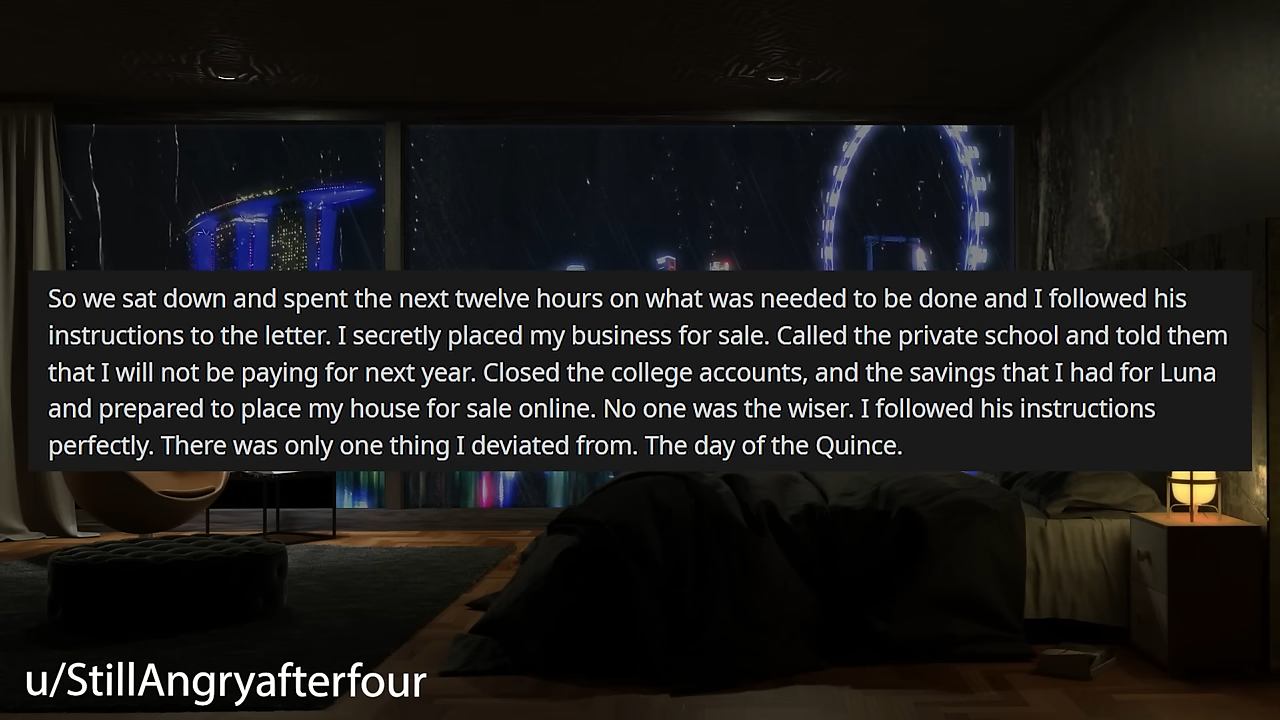 So we sat down and spent the next twelve hours on what was needed to be done and I followed his
instructions to the letter. I secretly placed my business for sale. Called the private school and told them
that I will not be paying for next year. Closed the college accounts, and the savings that I had for Luna
and prepared to place my house for sale online. No one was the wiser. I followed his instructions
perfectly. There was only one thing I deviated from. The day of the Quince.
u/StillAngryafterfour